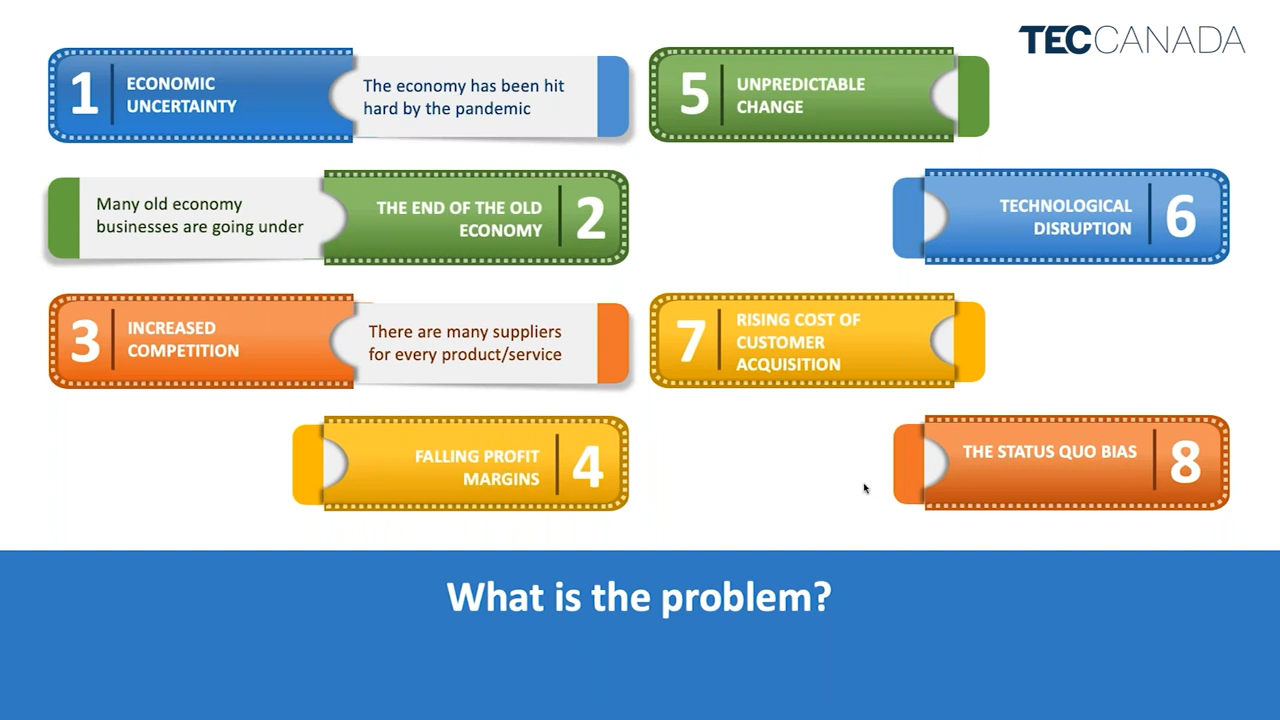 TECCANADA
1
ECONOMIC
UNCERTAINTY
The economy has been hit
hard by the pandemic
Many old economy
businesses are going under
THE END OF THE OLD
ECONOMY
2
3
INCREASED
COMPETITION
There are many suppliers
for every product/service
FALLING PROFIT
MARGINS
4
5
UNPREDICTABLE
CHANGE
TECHNOLOGICAL
DISRUPTION
6
7
RISING COST OF
CUSTOMER
ACQUISITION
THE STATUS QUO BIAS
8
What is the problem?